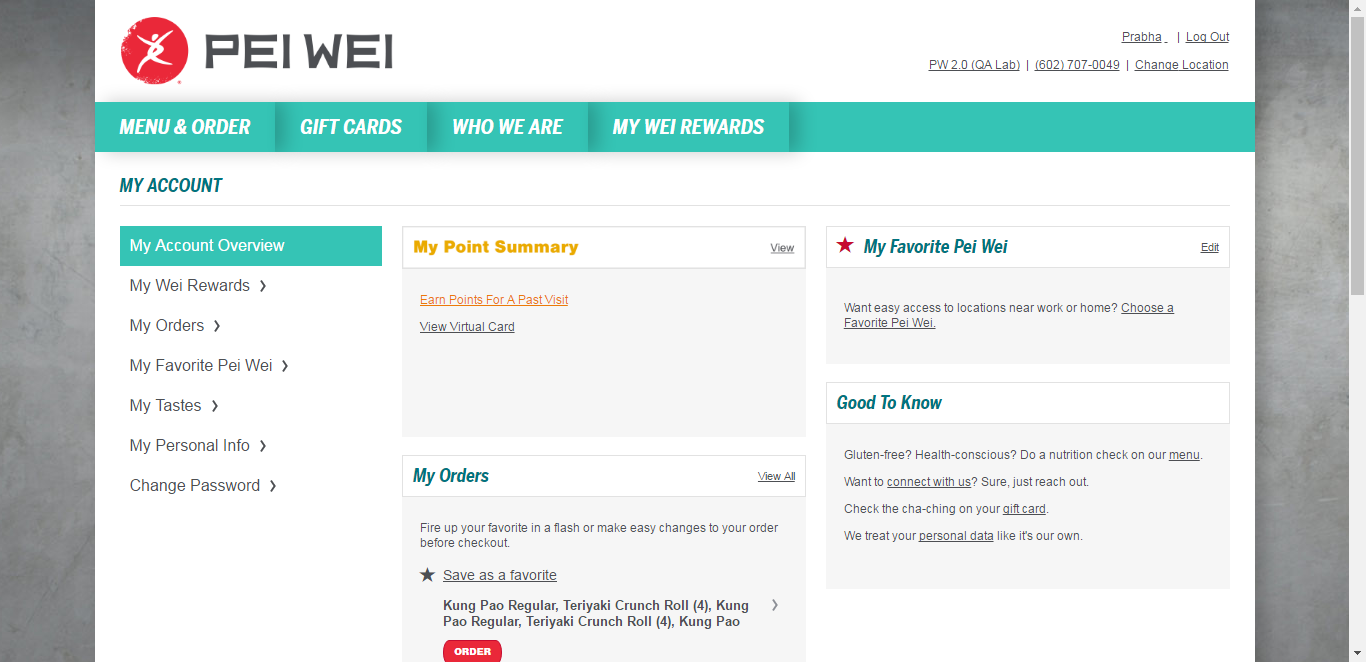 PEI WEI
Prabha | Log Out
PW 2.0 (QA Lab) | (602) 707-0049 | Change Location
MENU & ORDER GIFT CARDS WHO WE ARE MY WEI REWARDS
MY ACCOUNT
My Account Overview
My Wei Rewards
My Orders
My Favorite Pei Wei
My Tastes
My Personal Info
Change Password
My Point Summary View
Earn Points For A Past Visit
View Virtual Card
My Orders View All
Fire up your favorite in a flash or make easy changes to your order
before checkout.
Save as a favorite
Kung Pao Regular, Teriyaki Crunch Roll (4), Kung
Pao Regular, Teriyaki Crunch Roll (4), Kung Pao
ORDER
My Favorite Pei Wei Edit
Want easy access to locations near work or home? Choose a
Favorite Pei Wei.
Good To Know
Gluten-free? Health-conscious? Do a nutrition check on our menu.
Want to connect with us? Sure, just reach out.
Check the cha-ching on your gift card.
We treat your personal data like it's our own.